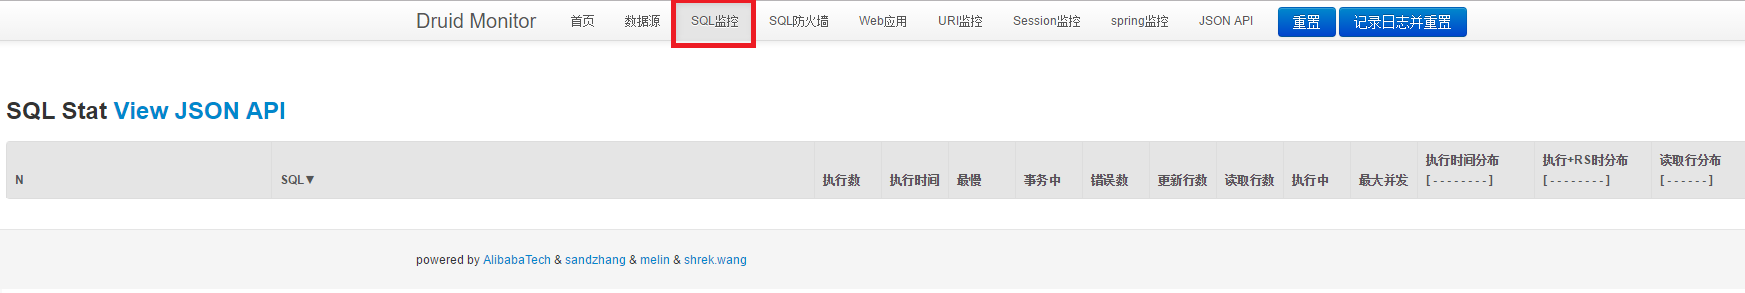 Druid Monitor 首页 数据源 SQL监控 SQL防火墙 Web应用 URI监控 Session监控 spring监控 JSON API 重置 记录日志并重置
SQL Stat View JSON API
N SQL▼ 执行数 执行时间 最慢 事务中 错误数 更新行数 读取行数 执行中 最大并发 执行时间分布 执行+RS时分布 读取行分布
[--------] [--------] [------]
powered by AlibabaTech & sandzhang & melin & shrek.wang